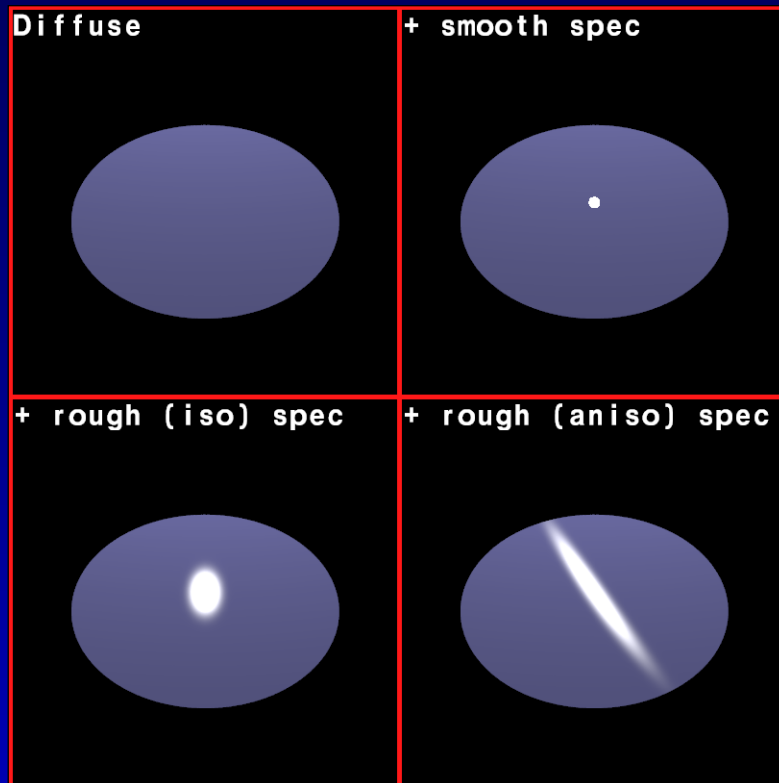 Diffuse
+ smooth spec
+ rough (iso) spec
+ rough (aniso) spec